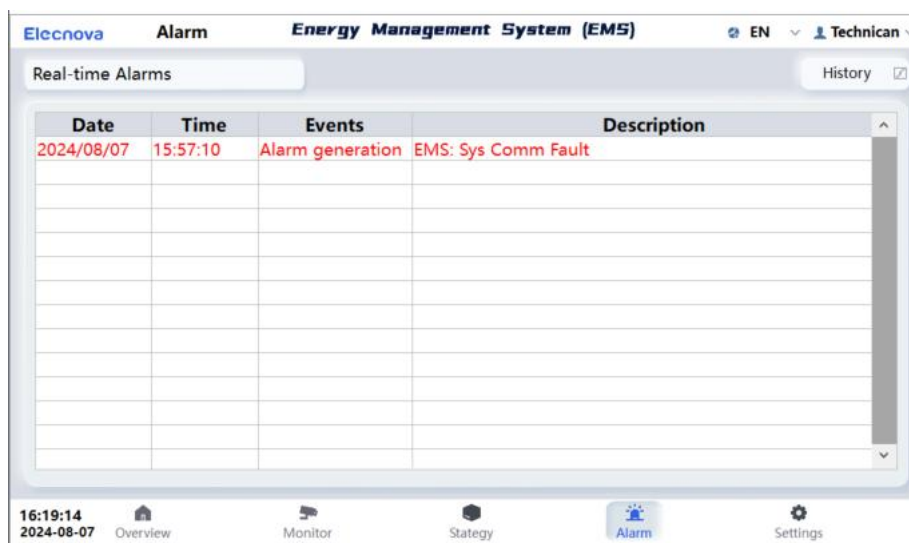 Elecnova Alarm Energy Management System (EMS) EN Technican
Real-time Alarms History
Date Time Events Description
2024/08/07 15:57:10 Alarm generation EMS: Sys Comm Fault
16:19:14
2024-08-07
Overview Monitor Stategy Alarm Settings